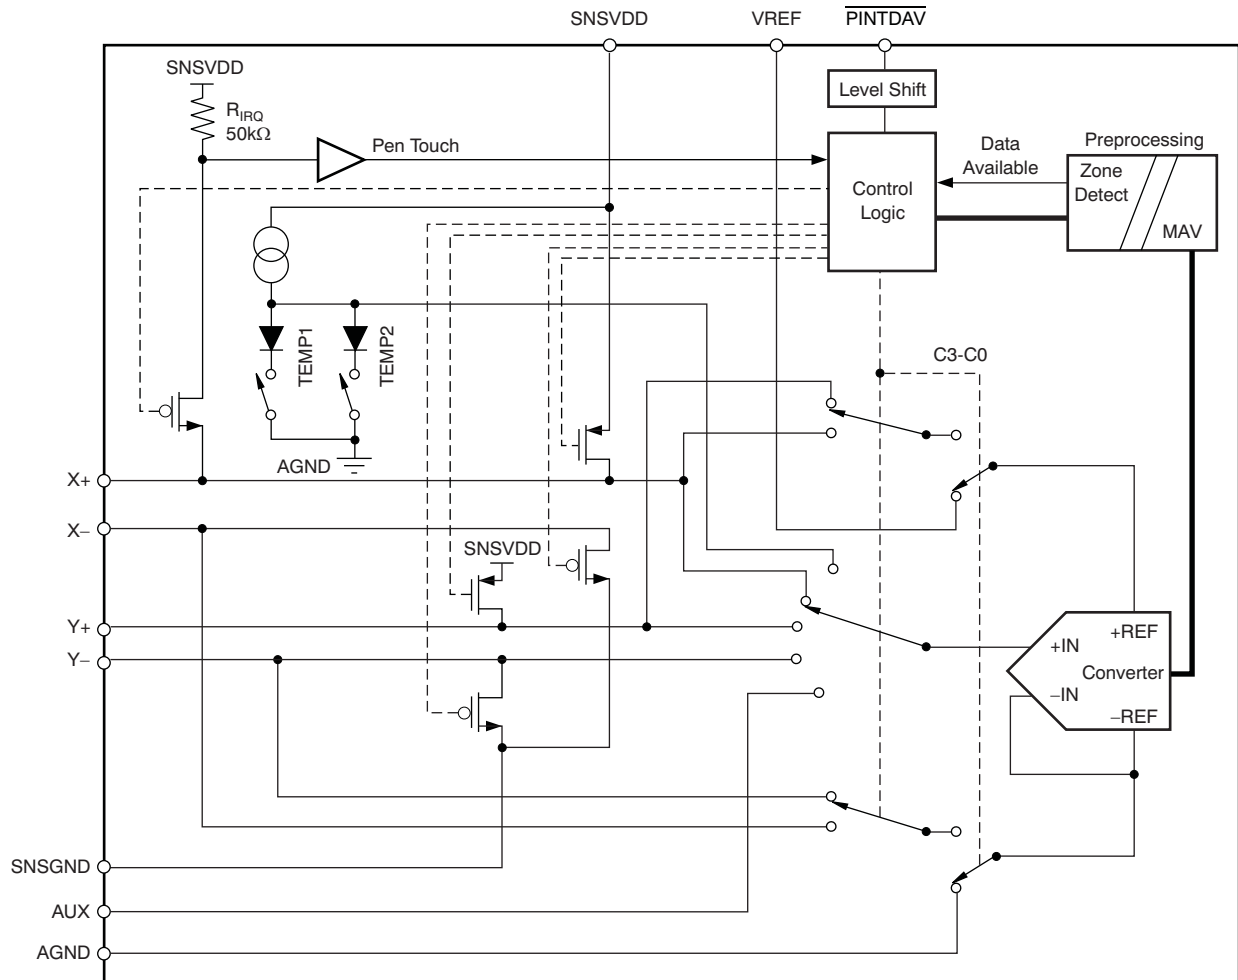 SNSVDD
VREF
PINTDAV
SNSVDD
Level Shift
R_IRQ
50kΩ
Pen Touch
Data
Available
Preprocessing
Zone
Detect
MAV
Control
Logic
TEMP1
TEMP2
C3-C0
AGND
X+
X−
SNSVDD
Y+
Y−
+IN
+REF
Converter
−IN
−REF
SNSGND
AUX
AGND